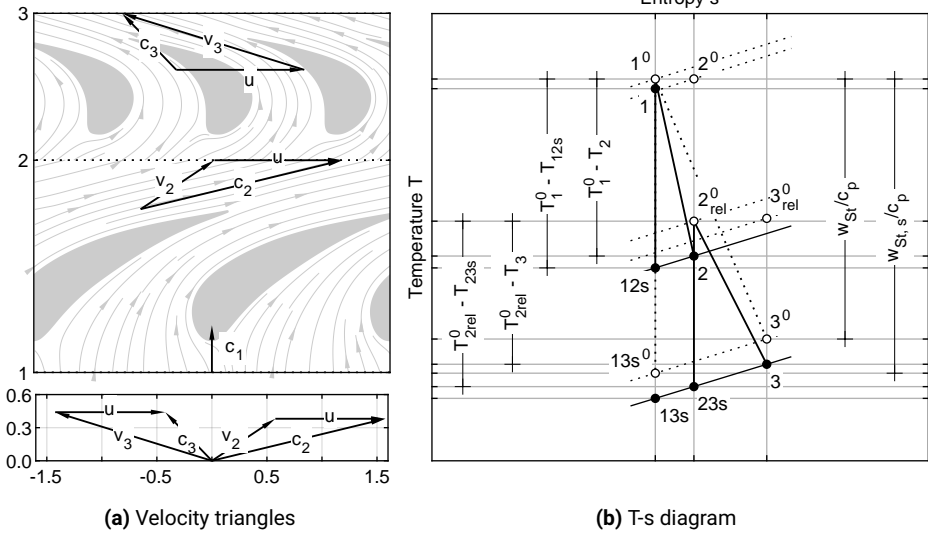 Entropy s
3
v3
c3
u
2
u
v2
c2
c1
1
0.6
0.3
0.0
u
v3
c3
v2
u
c2
-1.5
-0.5
0.5
1.5
(a) Velocity triangles
Temperature T
1⁰
2⁰
1
T⁰1 - T12s
T⁰1 - T2
2⁰rel
3⁰rel
wSt/cp
wSt, s/cp
T⁰2rel - T23s
T⁰2rel - T3
12s
2
3⁰
13s⁰
3
13s
23s
(b) T-s diagram